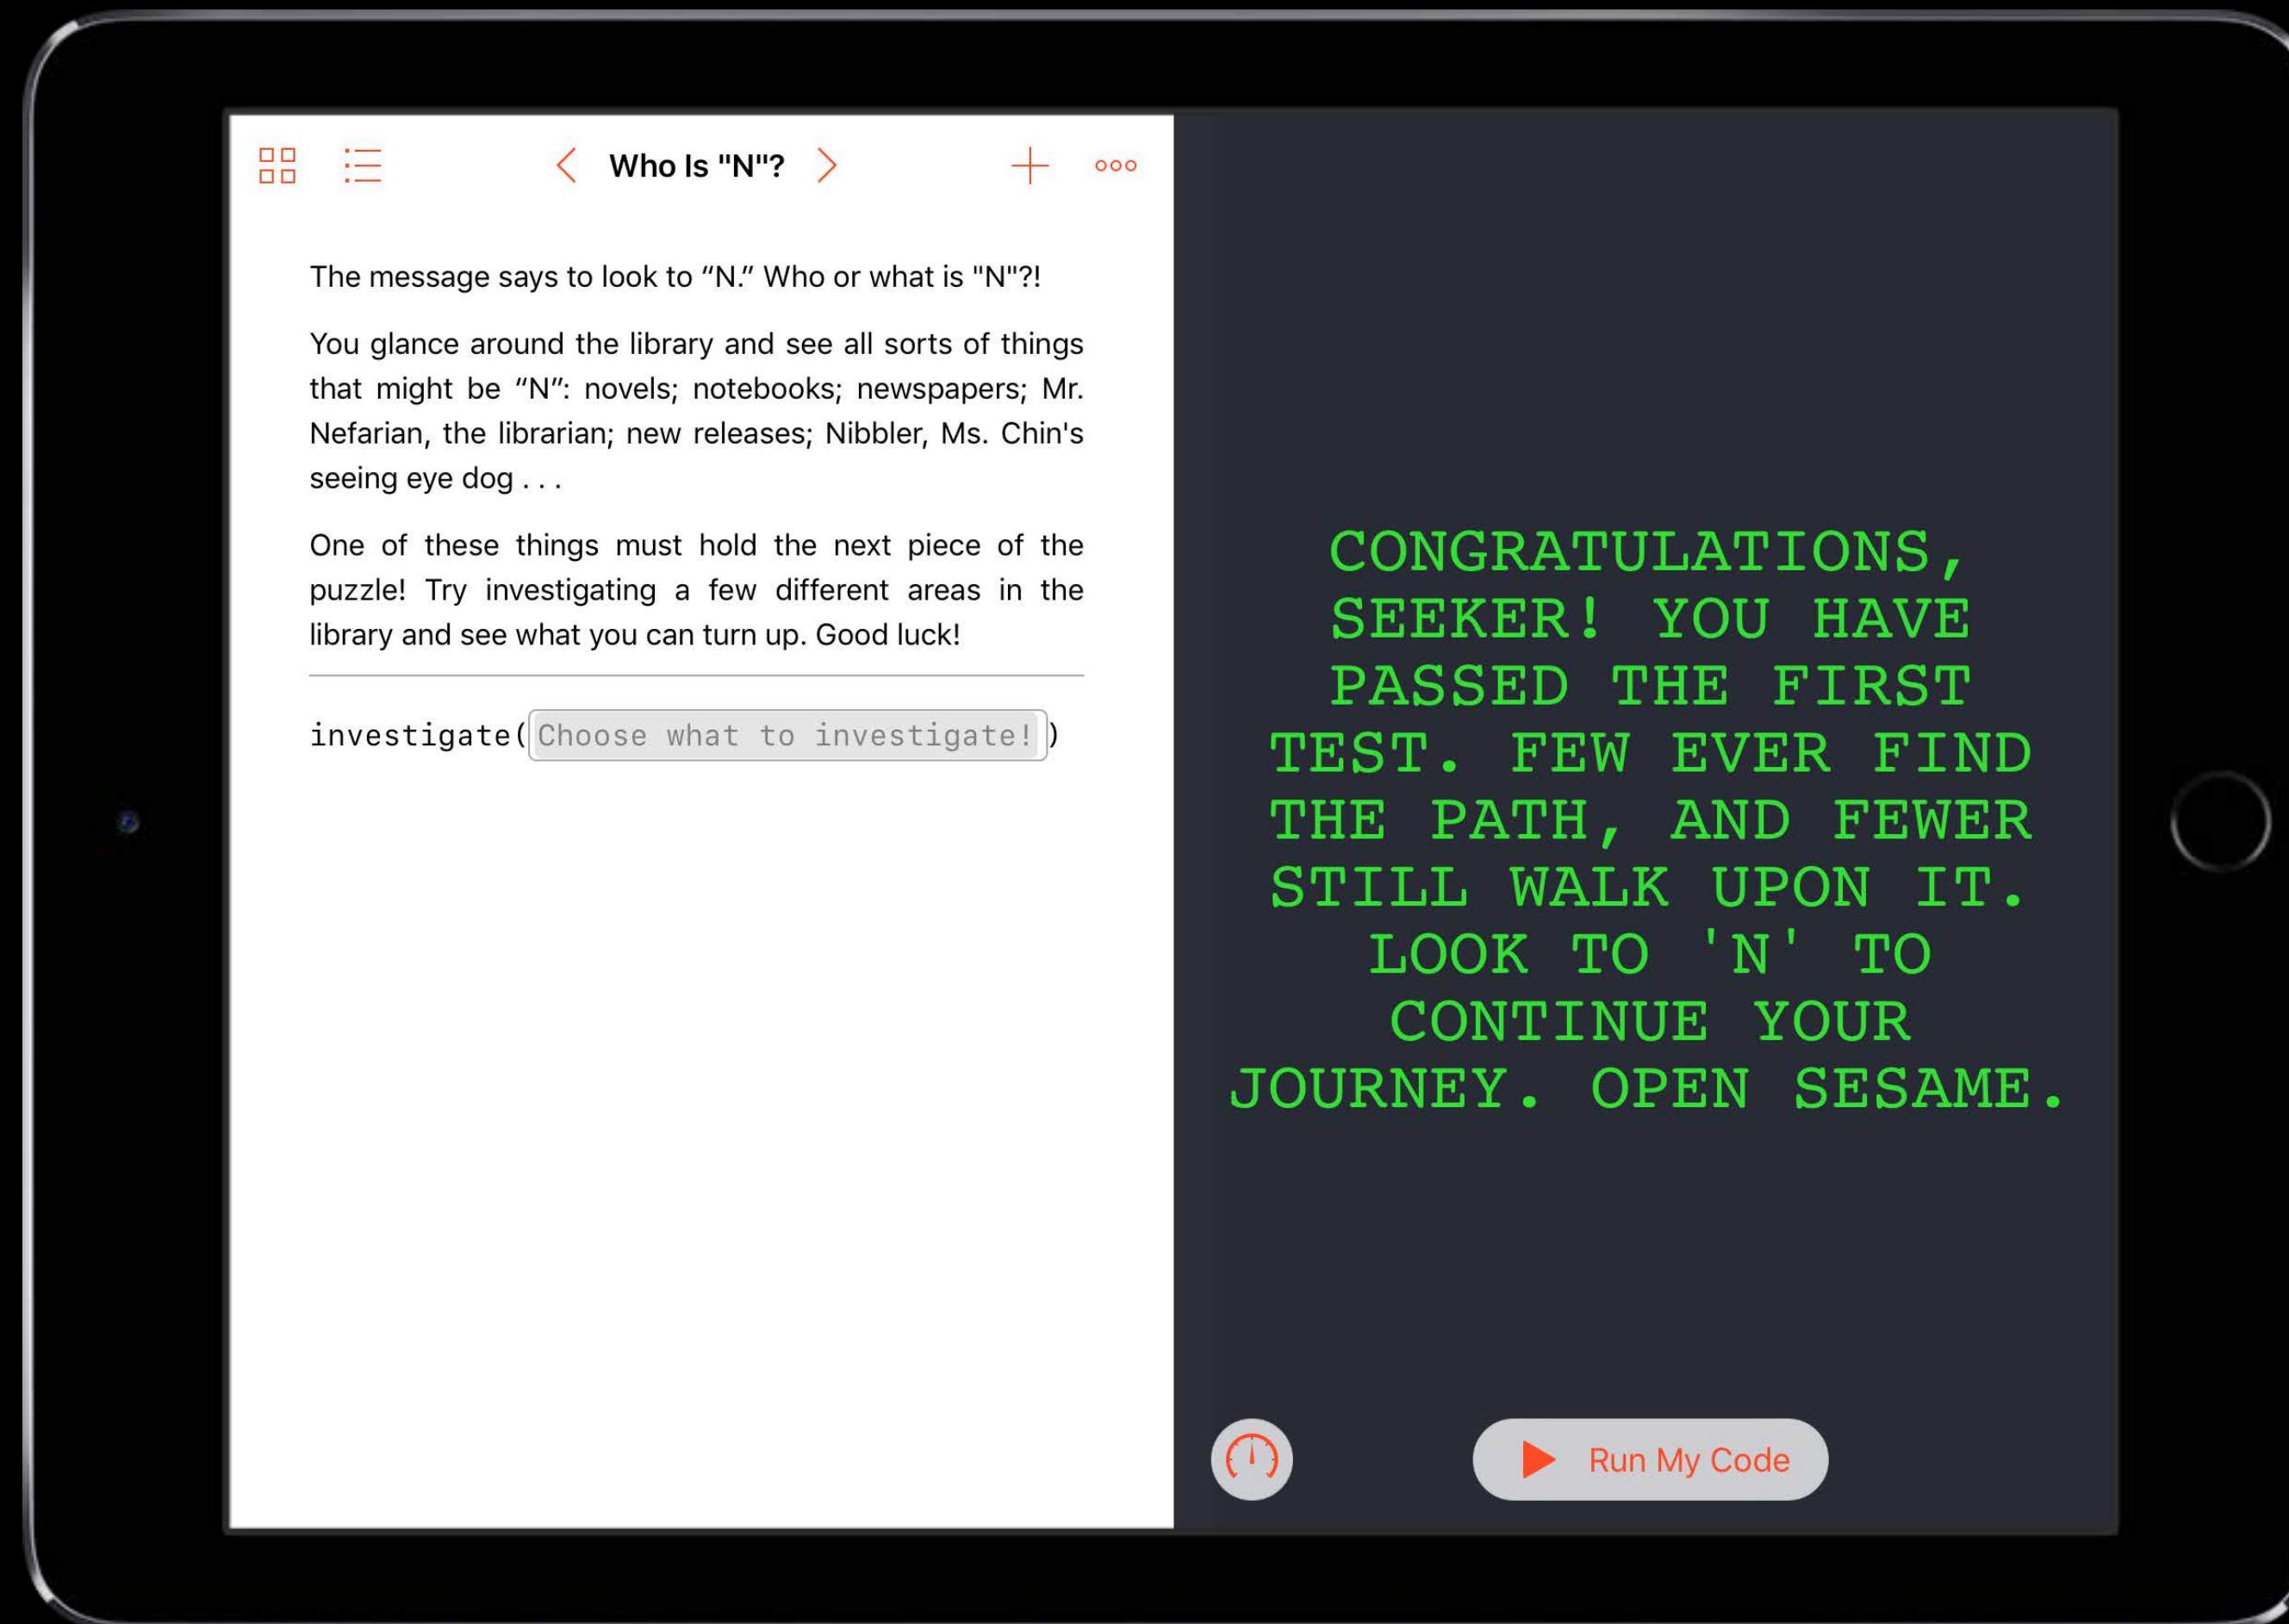 Who Is "N"?
The message says to look to “N.” Who or what is "N"?!
You glance around the library and see all sorts of things
that might be “N”: novels; notebooks; newspapers; Mr.
Nefarian, the librarian; new releases; Nibbler, Ms. Chin's
seeing eye dog . . .
One of these things must hold the next piece of the
puzzle! Try investigating a few different areas in the
library and see what you can turn up. Good luck!
investigate(Choose what to investigate!)
CONGRATULATIONS,
SEEKER! YOU HAVE
PASSED THE FIRST
TEST. FEW EVER FIND
THE PATH, AND FEWER
STILL WALK UPON IT.
LOOK TO 'N' TO
CONTINUE YOUR
JOURNEY. OPEN SESAME.
Run My Code